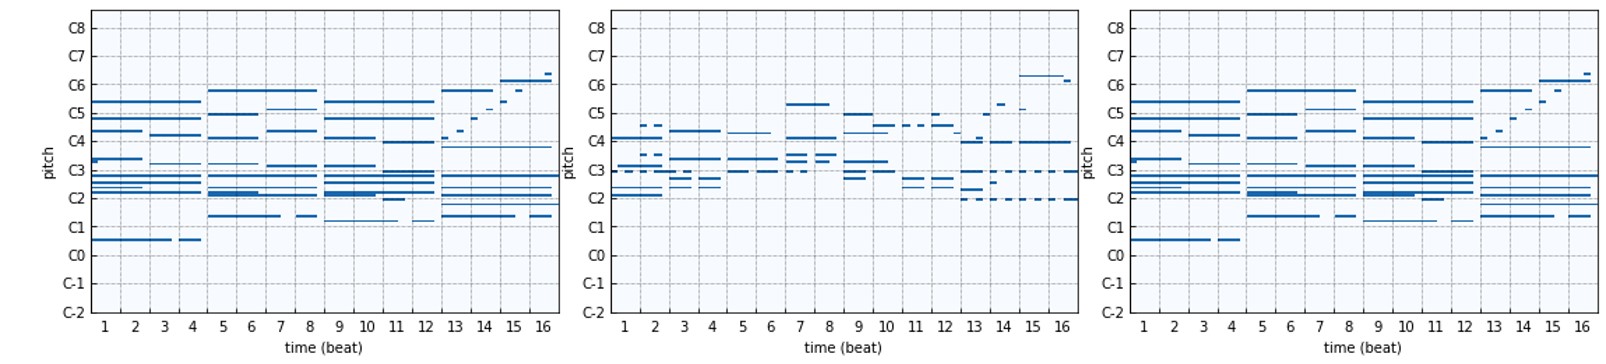 C8 C8 C8
C7 C7 C7
C6 C6 C6
C5 C5 C5
C4 C4 C4
pitch pitch pitch
C3 C3 C3
C2 C2 C2
C1 C1 C1
C0 C0 C0
C-1 C-1 C-1
C-2 C-2 C-2
1 2 3 4 5 6 7 8 9 10 11 12 13 14 15 16 1 2 3 4 5 6 7 8 9 10 11 12 13 14 15 16 1 2 3 4 5 6 7 8 9 10 11 12 13 14 15 16
time (beat) time (beat) time (beat)